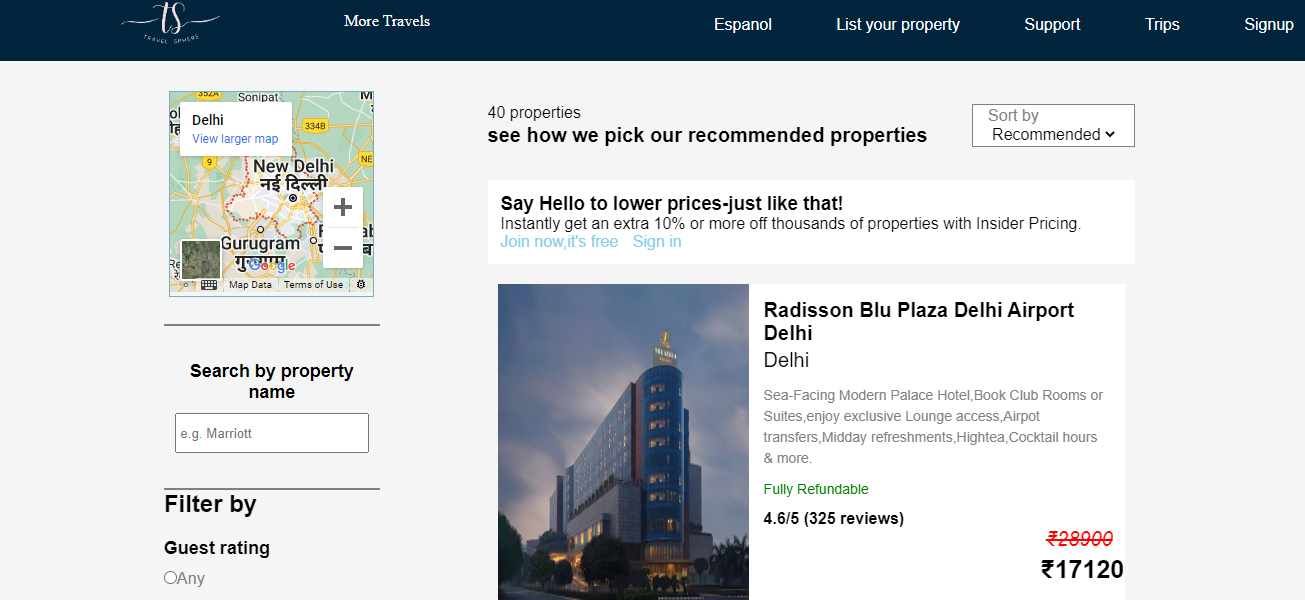 TS
TRAVEL SPHERE
More Travels
Espanol
List your property
Support
Trips
Signup
352A
Sonipat
Delhi
View larger map
334B
9
NE
New Delhi
नई दिल्ली
+
Gurugram
गुरुग्राम
−
Google
Map Data
Terms of Use
40 properties
see how we pick our recommended properties
Sort by
Recommended
Say Hello to lower prices-just like that!
Instantly get an extra 10% or more off thousands of properties with Insider Pricing.
Join now,it's free Sign in
Search by property
name
e.g. Marriott
Filter by
Guest rating
Any
THE LEELA
Radisson Blu Plaza Delhi Airport
Delhi
Delhi
Sea-Facing Modern Palace Hotel,Book Club Rooms or
Suites,enjoy exclusive Lounge access,Airpot
transfers,Midday refreshments,Hightea,Cocktail hours
& more.
Fully Refundable
4.6/5 (325 reviews)
₹28900
₹17120